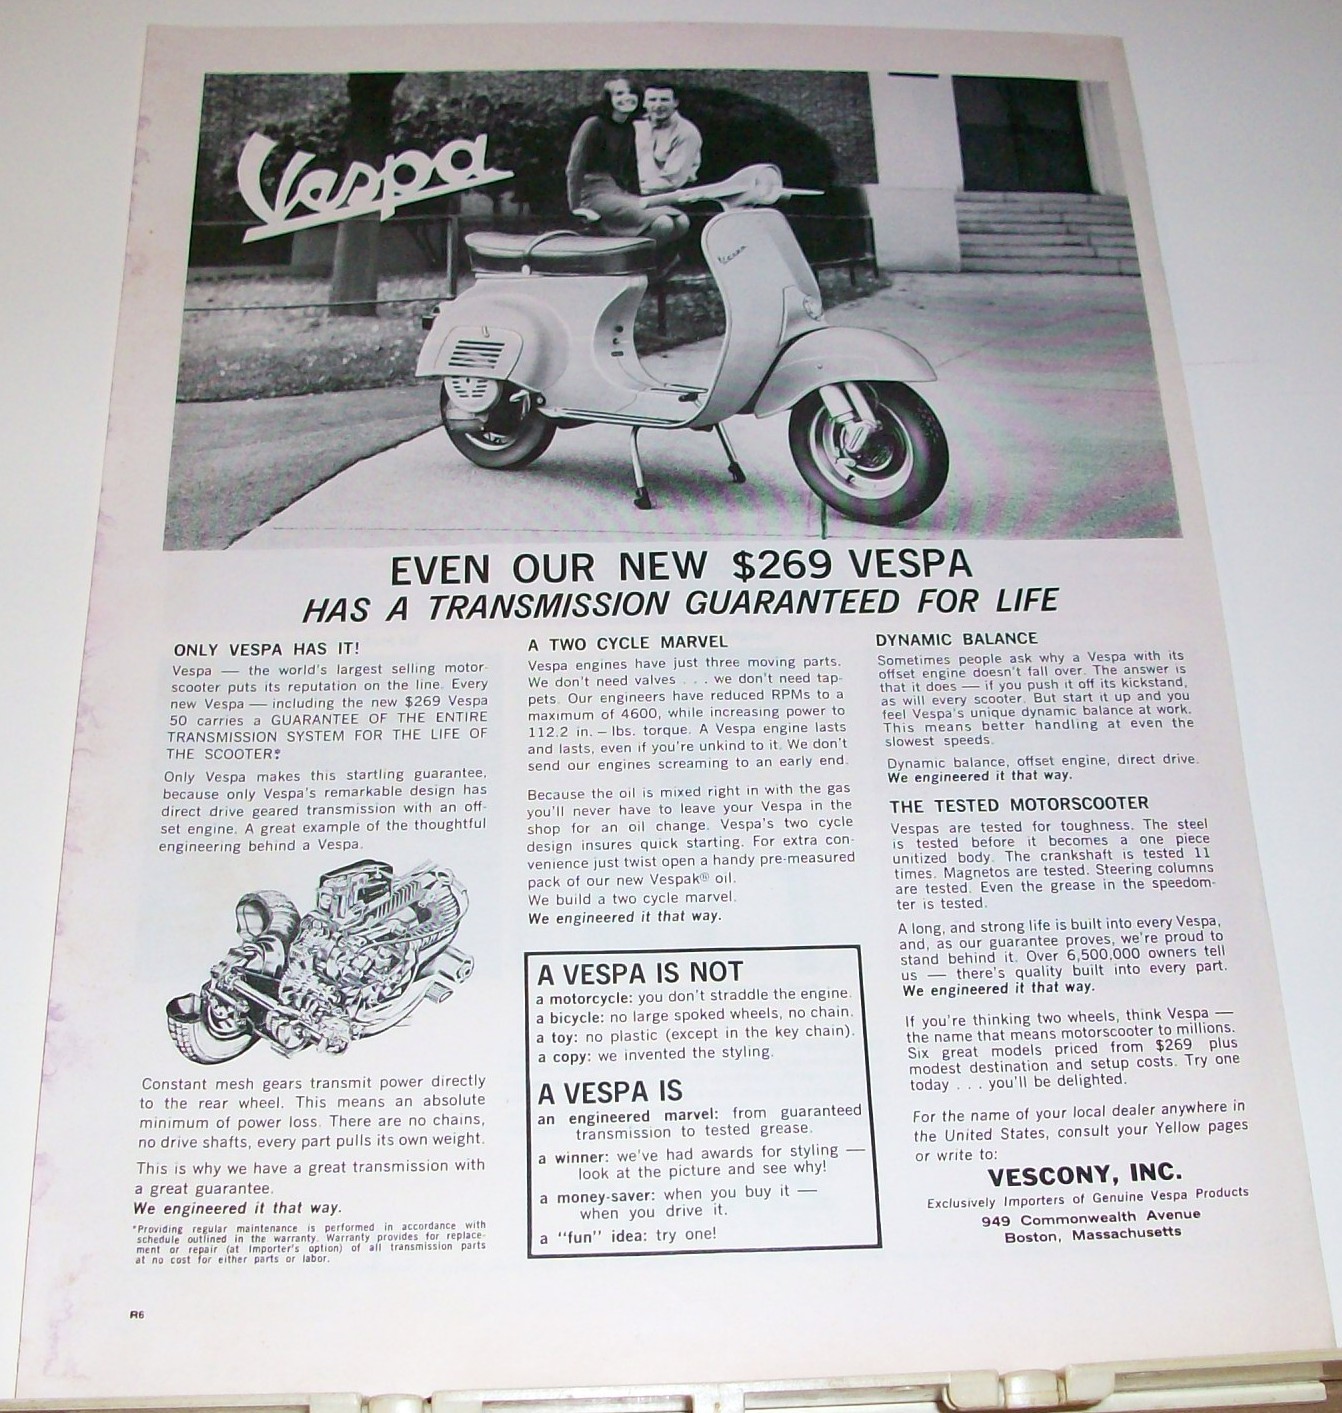 Vespa
Vespa
EVEN OUR NEW $269 VESPA
HAS A TRANSMISSION GUARANTEED FOR LIFE
ONLY VESPA HAS IT!
Vespa — the world's largest selling motor-
scooter puts its reputation on the line. Every
new Vespa — including the new $269 Vespa
50 carries a GUARANTEE OF THE ENTIRE
TRANSMISSION SYSTEM FOR THE LIFE OF
THE SCOOTER*
Only Vespa makes this startling guarantee,
because only Vespa's remarkable design has
direct drive geared transmission with an off-
set engine. A great example of the thoughtful
engineering behind a Vespa.
Constant mesh gears transmit power directly
to the rear wheel. This means an absolute
minimum of power loss. There are no chains,
no drive shafts, every part pulls its own weight.
This is why we have a great transmission with
a great guarantee.
We engineered it that way.
*Providing regular maintenance is performed in accordance with
schedule outlined in the warranty. Warranty provides for replace-
ment or repair (at Importer's option) of all transmission parts
at no cost for either parts or labor.
R6
A TWO CYCLE MARVEL
Vespa engines have just three moving parts.
We don't need valves . . . we don't need tap-
pets. Our engineers have reduced RPMs to a
maximum of 4600, while increasing power to
112.2 in. – lbs. torque. A Vespa engine lasts
and lasts, even if you're unkind to it. We don't
send our engines screaming to an early end.
Because the oil is mixed right in with the gas
you'll never have to leave your Vespa in the
shop for an oil change. Vespa's two cycle
design insures quick starting. For extra con-
venience just twist open a handy pre-measured
pack of our new Vespak® oil.
We build a two cycle marvel.
We engineered it that way.
A VESPA IS NOT
a motorcycle: you don't straddle the engine.
a bicycle: no large spoked wheels, no chain.
a toy: no plastic (except in the key chain).
a copy: we invented the styling.
A VESPA IS
an engineered marvel: from guaranteed
transmission to tested grease.
a winner: we've had awards for styling —
look at the picture and see why!
a money-saver: when you buy it —
when you drive it.
a "fun" idea: try one!
DYNAMIC BALANCE
Sometimes people ask why a Vespa with its
offset engine doesn't fall over. The answer is
that it does — if you push it off its kickstand,
as will every scooter. But start it up and you
feel Vespa's unique dynamic balance at work.
This means better handling at even the
slowest speeds.
Dynamic balance, offset engine, direct drive.
We engineered it that way.
THE TESTED MOTORSCOOTER
Vespas are tested for toughness. The steel
is tested before it becomes a one piece
unitized body. The crankshaft is tested 11
times. Magnetos are tested. Steering columns
are tested. Even the grease in the speedom-
ter is tested.
A long, and strong life is built into every Vespa,
and, as our guarantee proves, we're proud to
stand behind it. Over 6,500,000 owners tell
us — there's quality built into every part.
We engineered it that way.
If you're thinking two wheels, think Vespa —
the name that means motorscooter to millions.
Six great models priced from $269 plus
modest destination and setup costs. Try one
today . . . you'll be delighted.
For the name of your local dealer anywhere in
the United States, consult your Yellow pages
or write to:
VESCONY, INC.
Exclusively Importers of Genuine Vespa Products
949 Commonwealth Avenue
Boston, Massachusetts